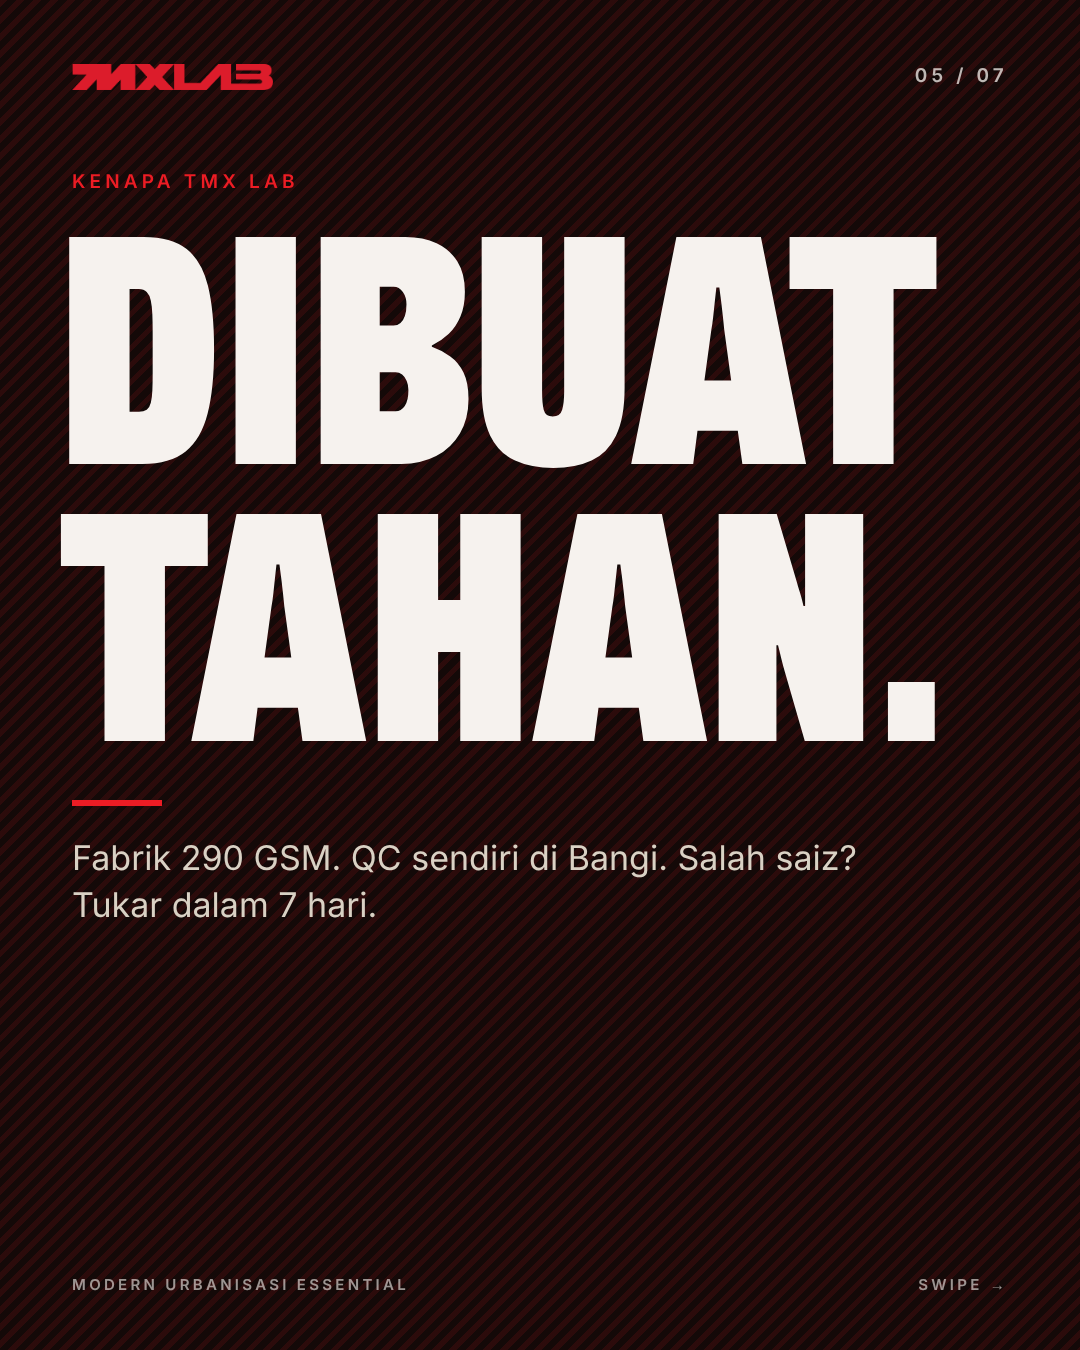 TMXLAB
05 / 07
KENAPA TMX LAB
DIBUAT
TAHAN.
Fabrik 290 GSM. QC sendiri di Bangi. Salah saiz?
Tukar dalam 7 hari.
MODERN URBANISASI ESSENTIAL
SWIPE →